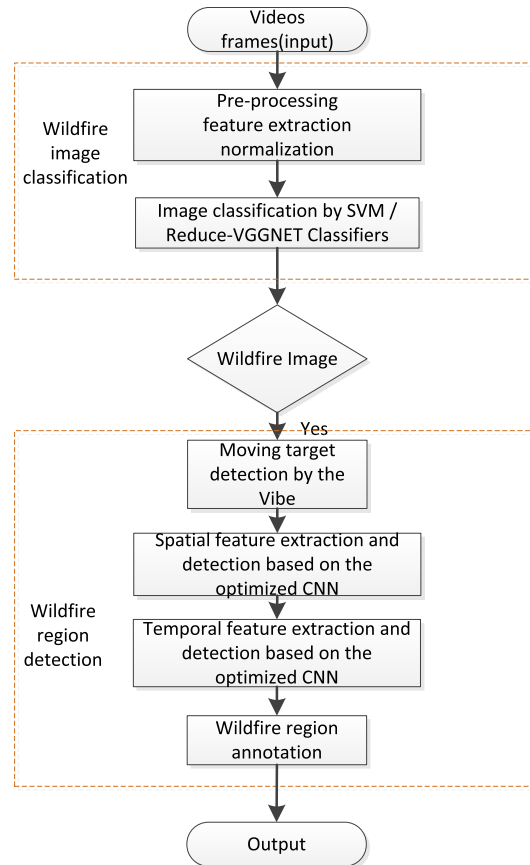 Videos
frames(input)
Wildfire
image
classification
Pre-processing
feature extraction
normalization
Image classification by SVM /
Reduce-VGGNET Classifiers
Wildfire Image
Yes
Wildfire
region
detection
Moving target
detection by the
Vibe
Spatial feature extraction and
detection based on the
optimized CNN
Temporal feature extraction and
detection based on the
optimized CNN
Wildfire region
annotation
Output